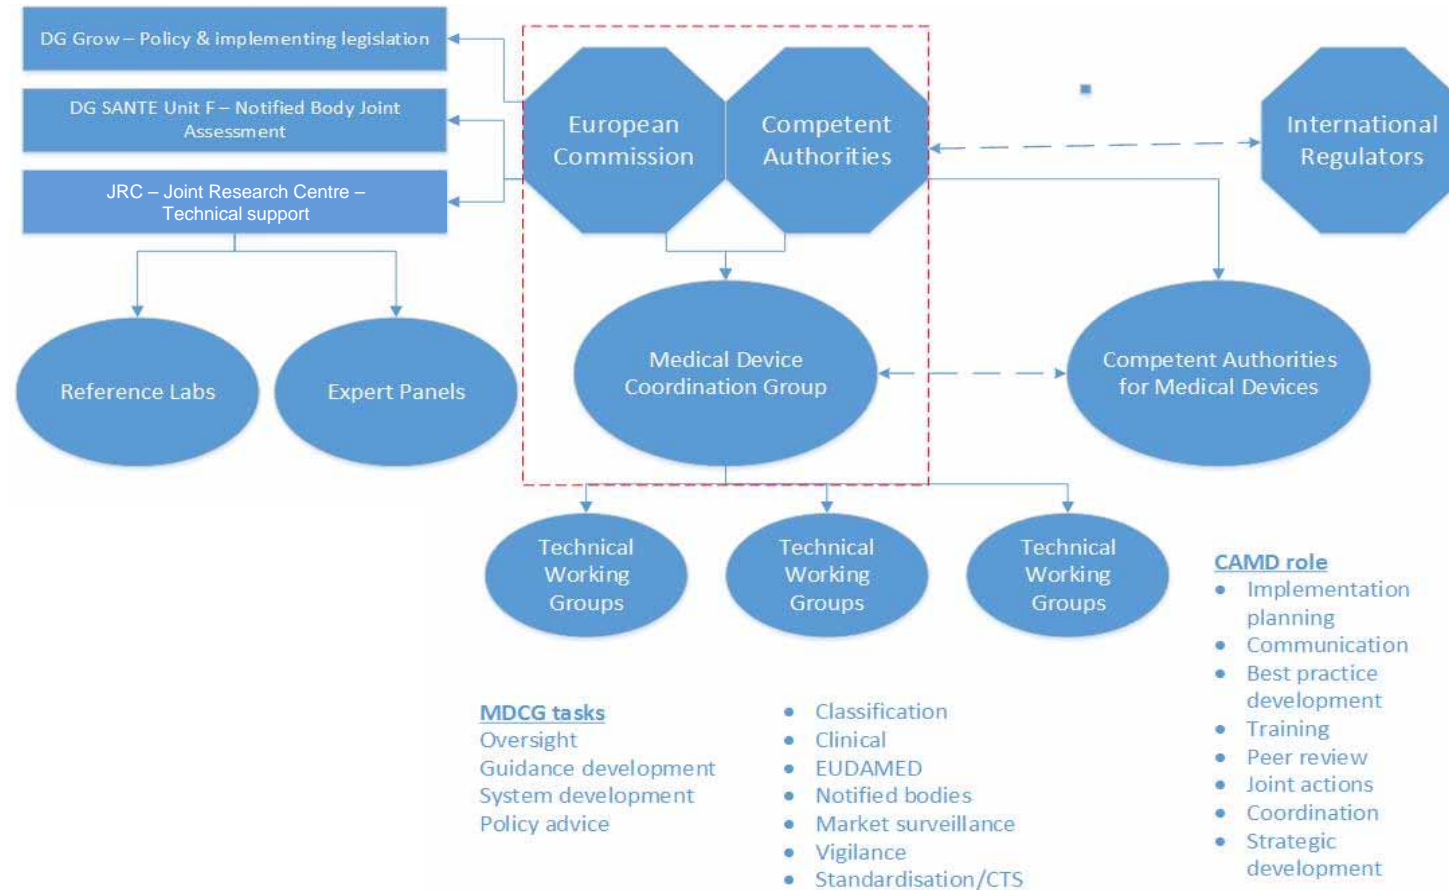 DG Grow – Policy & implementing legislation
DG SANTE Unit F – Notified Body Joint
Assessment
JRC – Joint Research Centre –
Technical support
European
Commission
Competent
Authorities
International
Regulators
Reference Labs
Expert Panels
Medical Device
Coordination Group
Competent Authorities
for Medical Devices
Technical
Working
Groups
Technical
Working
Groups
Technical
Working
Groups
MDCG tasks
Oversight
Guidance development
System development
Policy advice
• Classification
• Clinical
• EUDAMED
• Notified bodies
• Market surveillance
• Vigilance
• Standardisation/CTS
CAMD role
• Implementation
planning
• Communication
• Best practice
development
• Training
• Peer review
• Joint actions
• Coordination
• Strategic
development